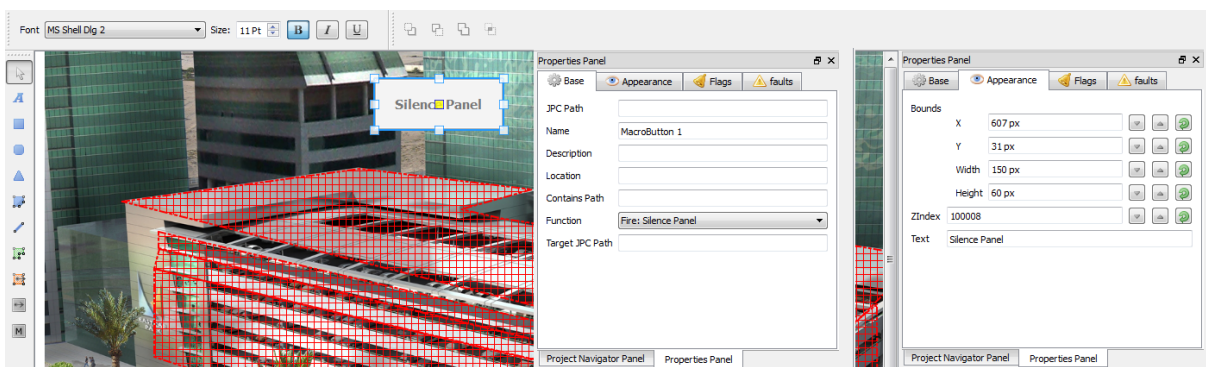 Font MS Shell Dlg 2 Size: 11 Pt B I U
A
M
Silence Panel
Properties Panel
Base Appearance Flags faults
JPC Path
Name MacroButton 1
Description
Location
Contains Path
Function Fire: Silence Panel
Target JPC Path
Project Navigator Panel Properties Panel
Properties Panel
Base Appearance Flags faults
Bounds
X 607 px
Y 31 px
Width 150 px
Height 60 px
ZIndex 100008
Text Silence Panel
Project Navigator Panel Properties Panel